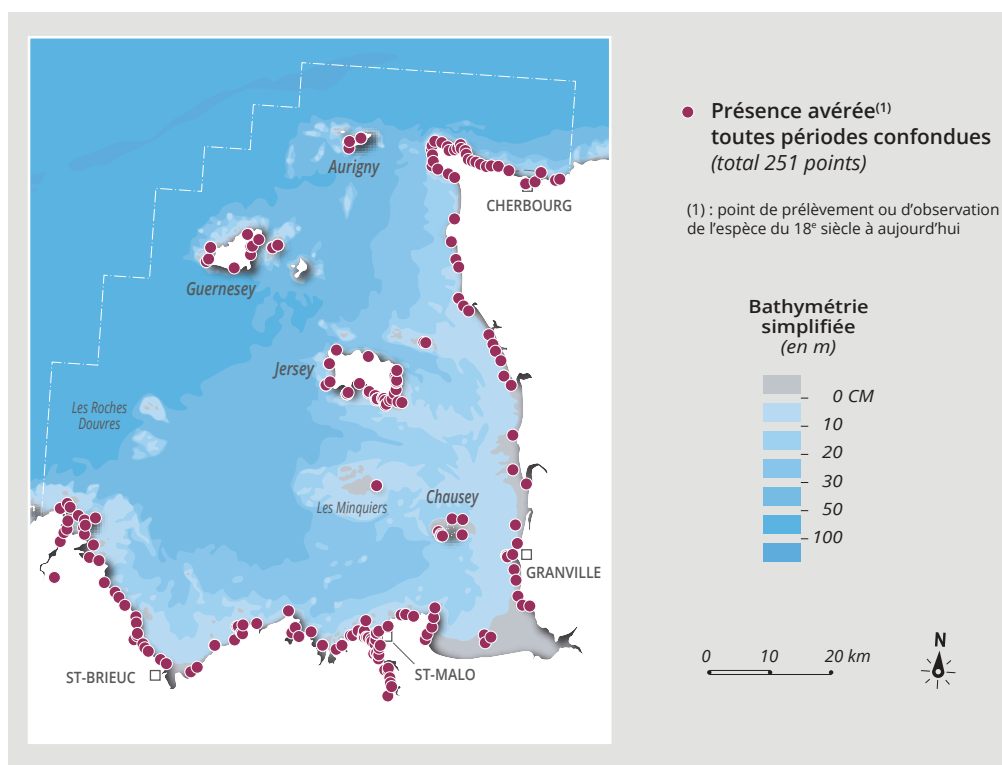 Aurigny
CHERBOURG
Guernesey
Jersey
Les Roches
Douvres
Les Minquiers
Chausey
GRANVILLE
ST-BRIEUC
ST-MALO
Présence avérée(1)
toutes périodes confondues
(total 251 points)
(1) : point de prélèvement ou d'observation
de l'espèce du 18e siècle à aujourd'hui
Bathymétrie
simplifiée
(en m)
0 CM
10
20
30
50
100
0 10 20 km
N